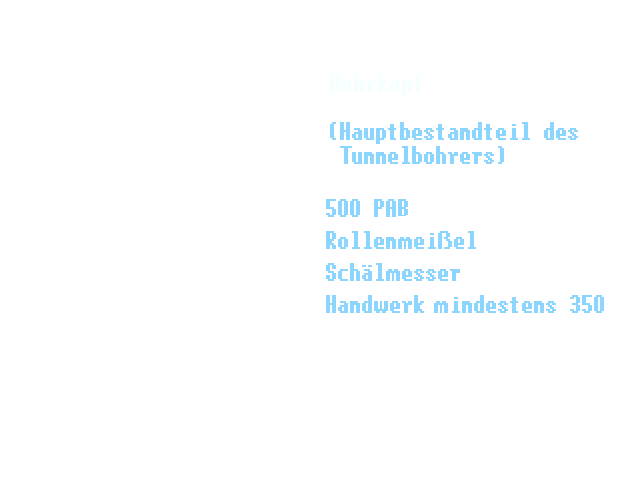 Bohrkopf
(Hauptbestandteil des
Tunnelbohrers)
500 PAB
Rollenmeißel
Schälmesser
Handwerk mindestens 350